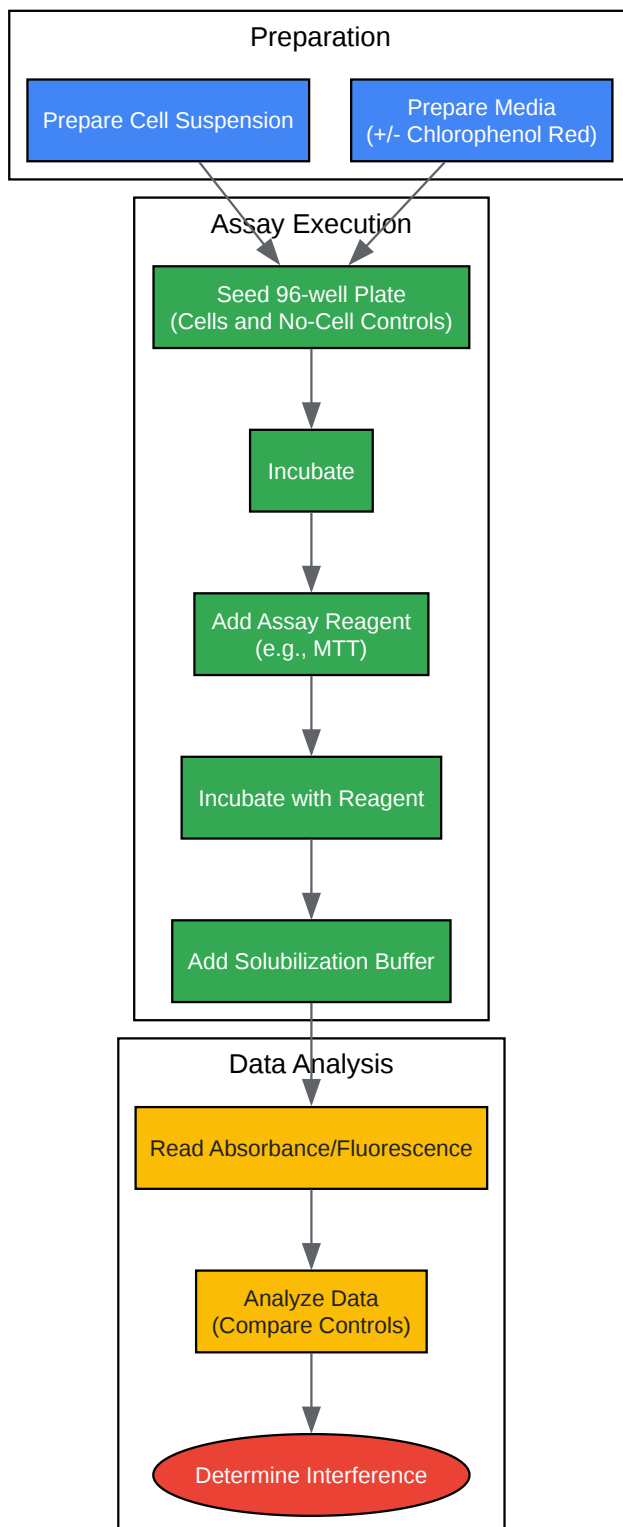 Preparation
Prepare Cell Suspension
Prepare Media
(+/- Chlorophenol Red)
Assay Execution
Seed 96-well Plate
(Cells and No-Cell Controls)
Incubate
Add Assay Reagent
(e.g., MTT)
Incubate with Reagent
Add Solubilization Buffer
Data Analysis
Read Absorbance/Fluorescence
Analyze Data
(Compare Controls)
Determine Interference